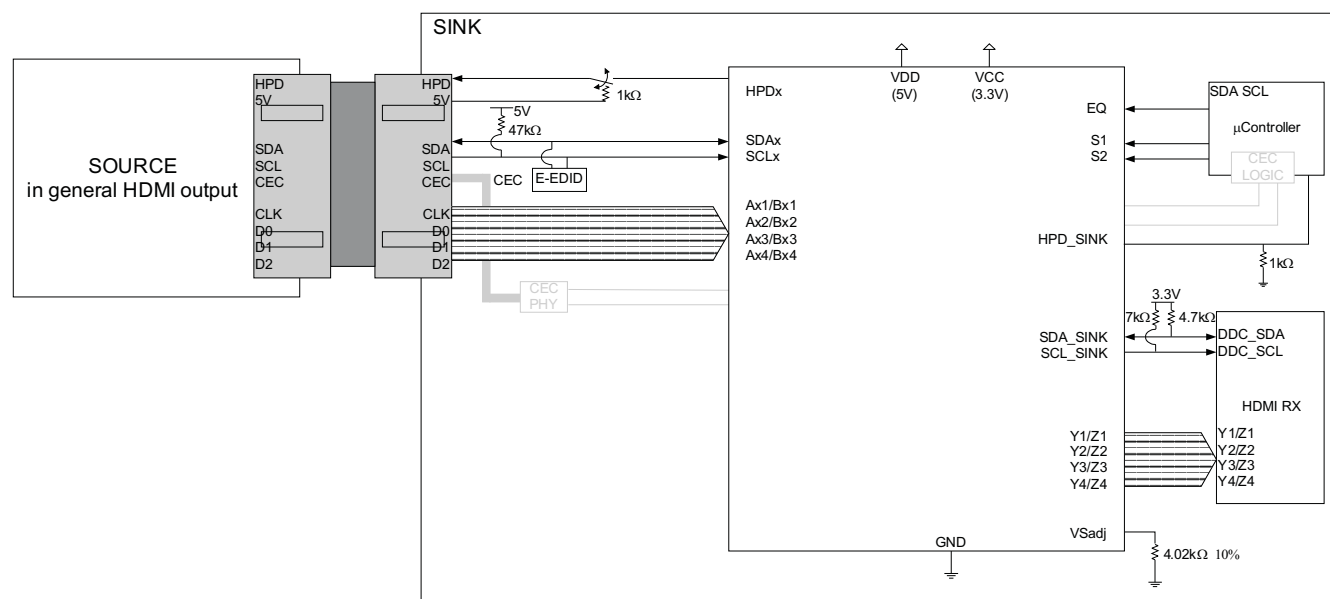 SINK
SOURCE
in general HDMI output
HPD
5V
SDA
SCL
CEC
CLK
D0
D1
D2
HPD
5V
SDA
SCL
CEC
CLK
D0
D1
D2
1kΩ
5V
47kΩ
CEC
E-EDID
CEC
PHY
HPDx
SDAx
SCLx
Ax1/Bx1
Ax2/Bx2
Ax3/Bx3
Ax4/Bx4
VDD
(5V)
VCC
(3.3V)
EQ
S1
S2
HPD_SINK
SDA_SINK
SCL_SINK
Y1/Z1
Y2/Z2
Y3/Z3
Y4/Z4
VSadj
GND
SDA SCL
μController
CEC
LOGIC
1kΩ
3.3V
7kΩ 4.7kΩ
DDC_SDA
DDC_SCL
HDMI RX
Y1/Z1
Y2/Z2
Y3/Z3
Y4/Z4
4.02kΩ 10%